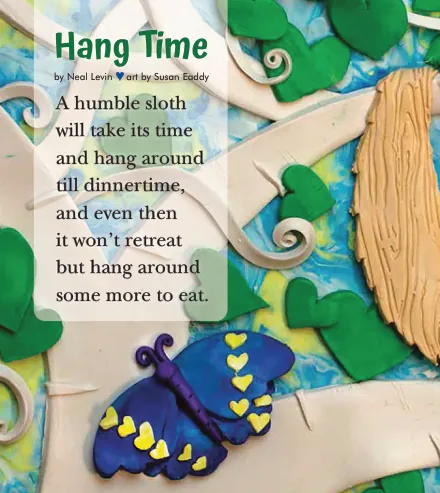 Hang Time
by Neal Levin ♥ art by Susan Eaddy
A humble sloth
will take its time
and hang around
till dinnertime,
and even then
it won’t retreat
but hang around
some more to eat.